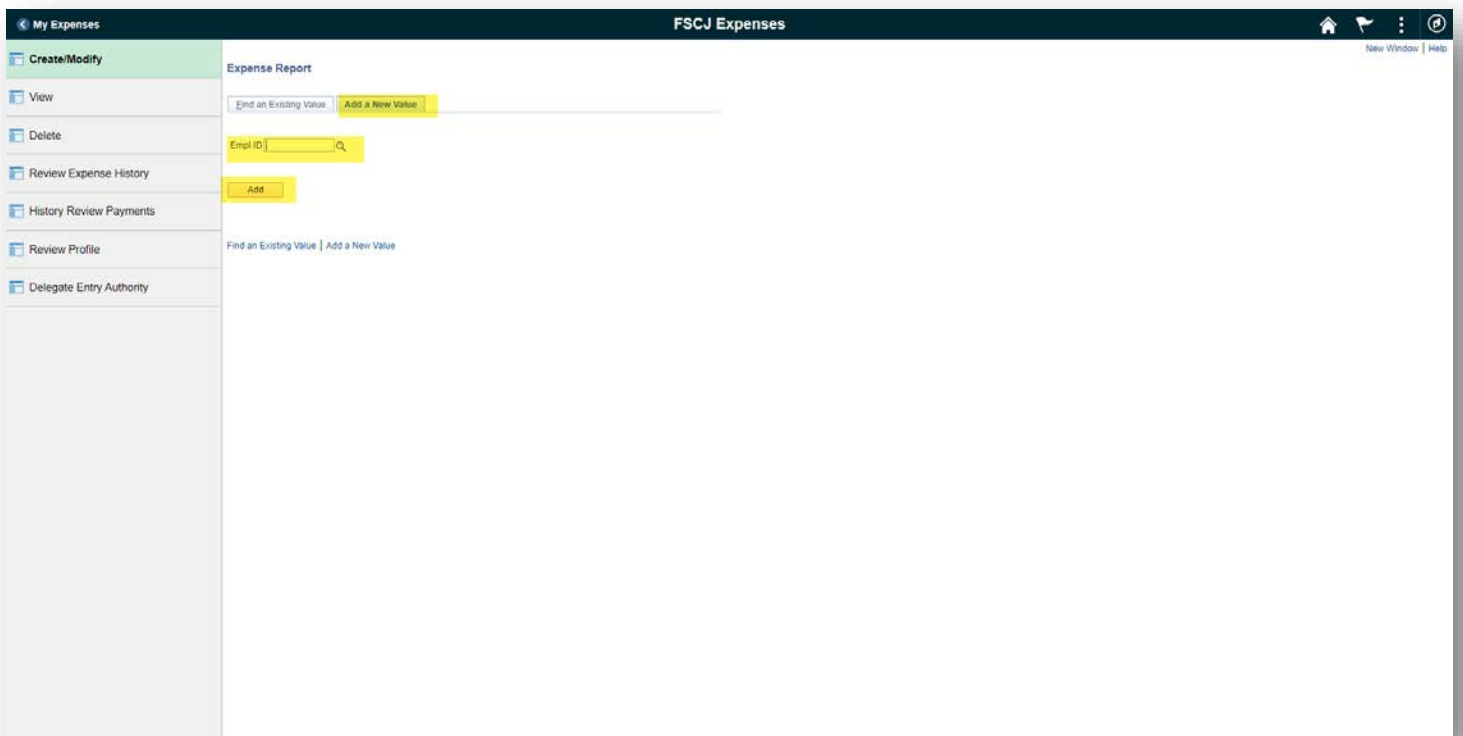 My Expenses
FSCJ Expenses
New Window | Help
Create/Modify
View
Delete
Review Expense History
History Review Payments
Review Profile
Delegate Entry Authority
Expense Report
Find an Existing Value
Add a New Value
Empl ID
Add
Find an Existing Value | Add a New Value